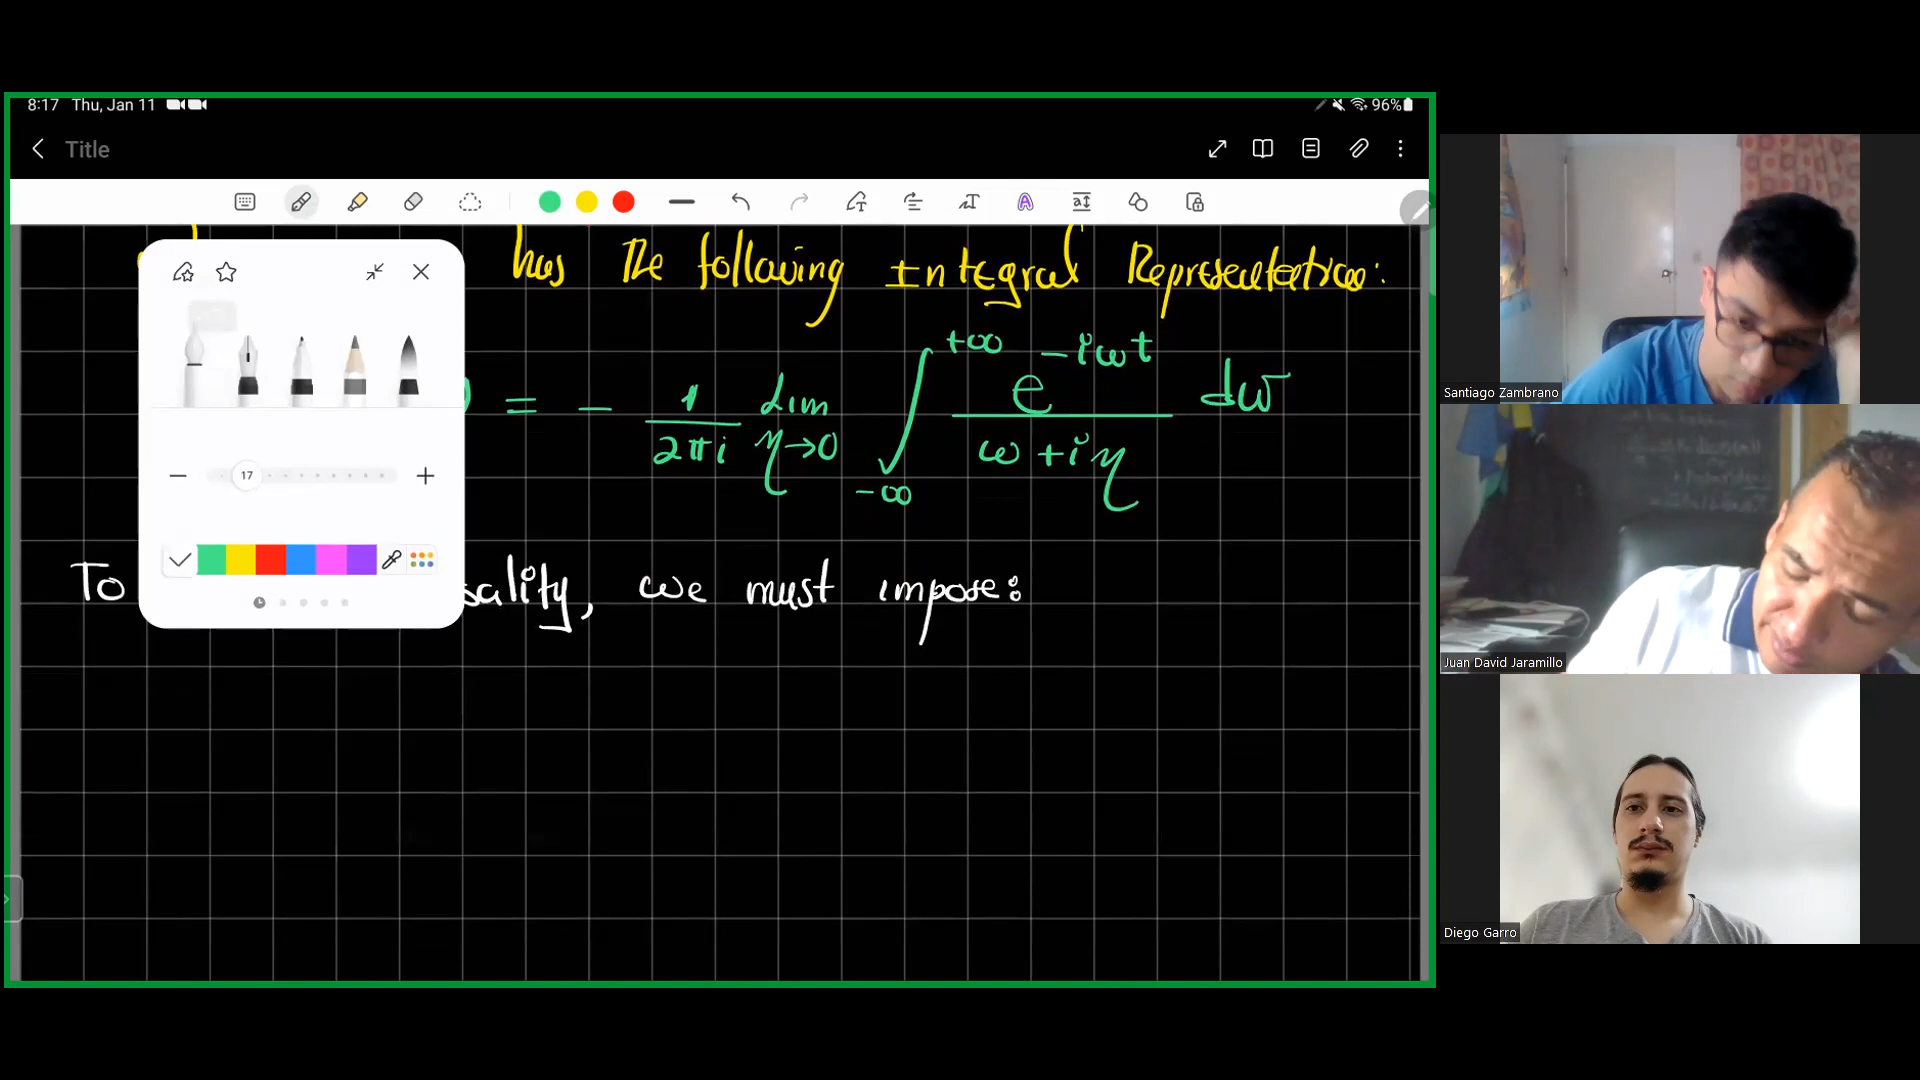 8:17 Thu, Jan 11 96%
Title
has The following Integral Representation:
= - 1/2πi Lim η→0 ∫ -∞ +∞ e^-iωt / ω+iη dω
17
To sality, we must impose:
Santiago Zambrano
Juan David Jaramillo
Diego Garro